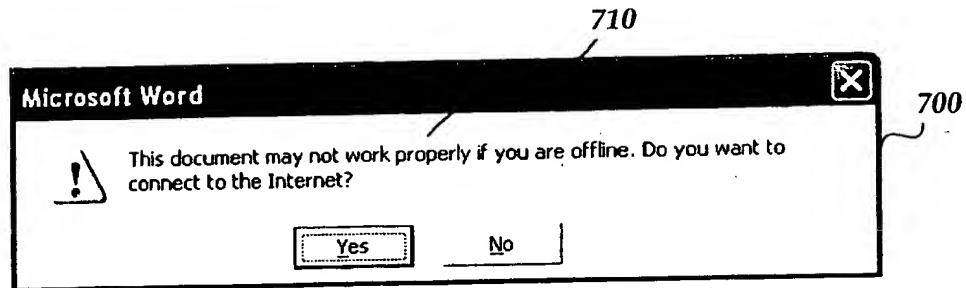 710
Microsoft Word
700
This document may not work properly if you are offline. Do you want to
connect to the Internet?
Yes
No